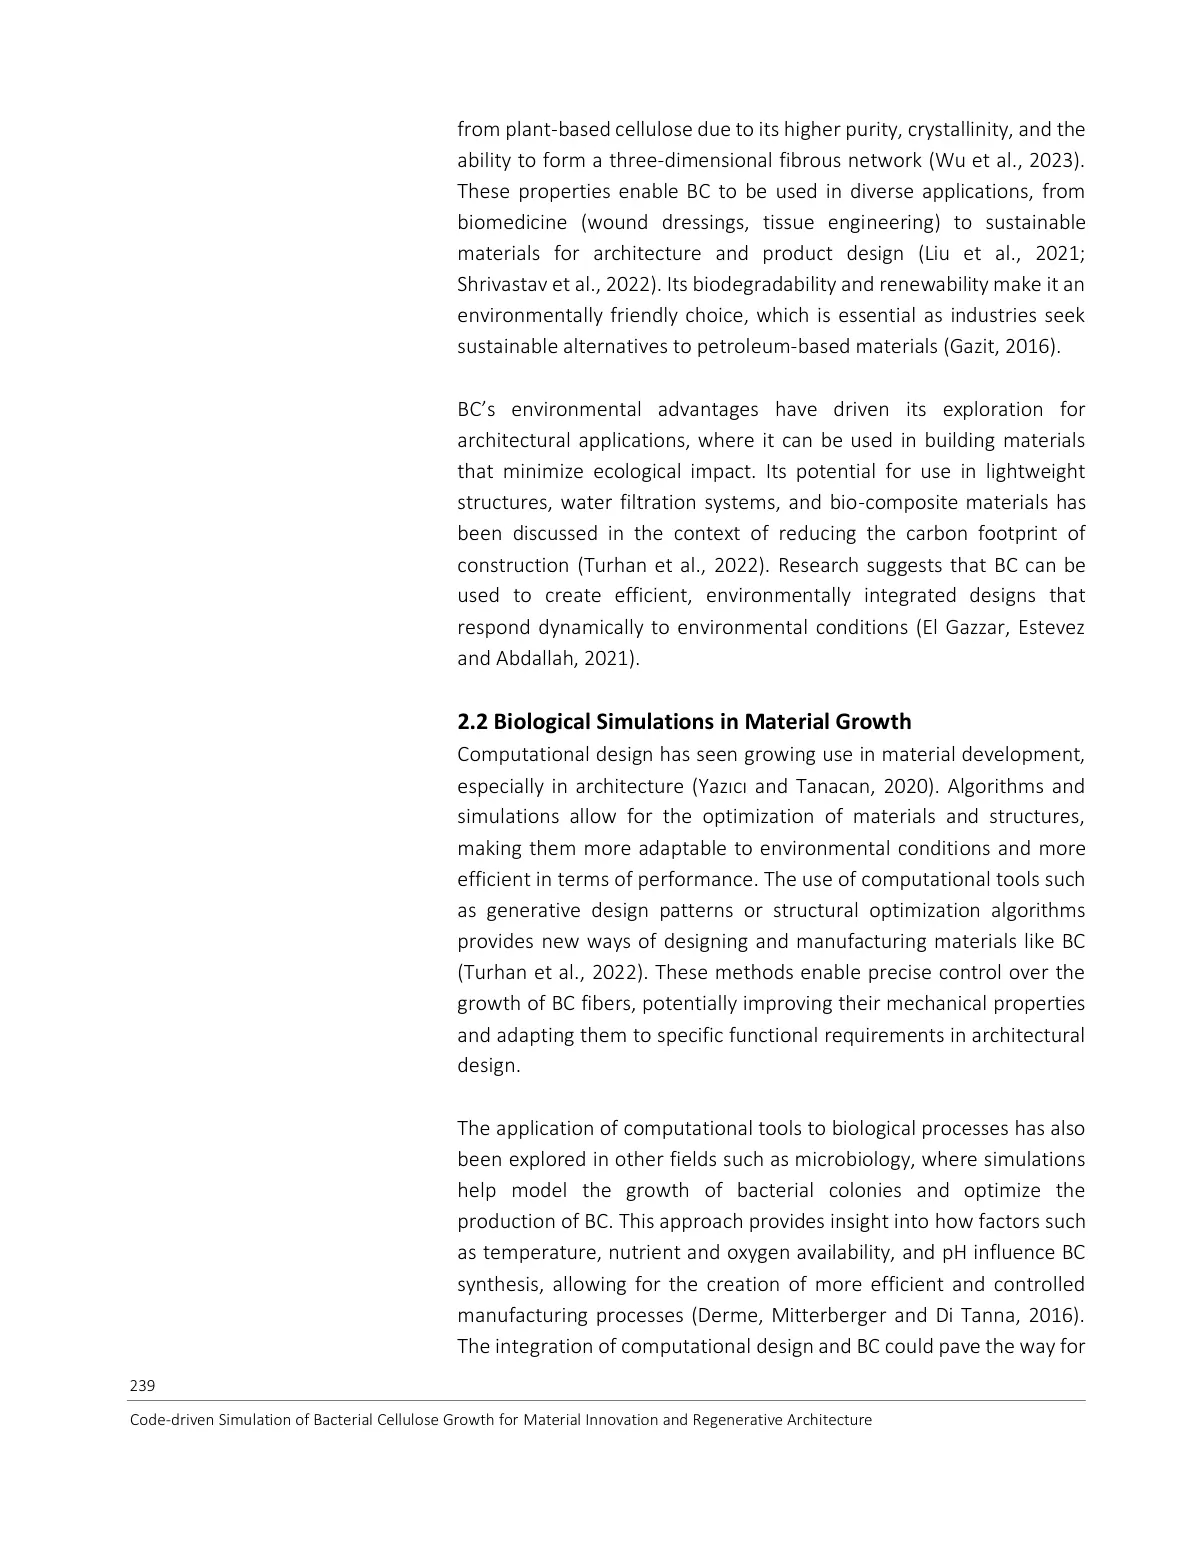 from plant-based cellulose due to its higher purity, crystallinity, and the
ability to form a three-dimensional fibrous network (Wu et al., 2023).
These properties enable BC to be used in diverse applications, from
biomedicine (wound dressings, tissue engineering) to sustainable
materials for architecture and product design (Liu et al., 2021;
Shrivastav et al., 2022). Its biodegradability and renewability make it an
environmentally friendly choice, which is essential as industries seek
sustainable alternatives to petroleum-based materials (Gazit, 2016).
BC’s environmental advantages have driven its exploration for
architectural applications, where it can be used in building materials
that minimize ecological impact. Its potential for use in lightweight
structures, water filtration systems, and bio-composite materials has
been discussed in the context of reducing the carbon footprint of
construction (Turhan et al., 2022). Research suggests that BC can be
used to create efficient, environmentally integrated designs that
respond dynamically to environmental conditions (El Gazzar, Estevez
and Abdallah, 2021).
2.2 Biological Simulations in Material Growth
Computational design has seen growing use in material development,
especially in architecture (Yazıcı and Tanacan, 2020). Algorithms and
simulations allow for the optimization of materials and structures,
making them more adaptable to environmental conditions and more
efficient in terms of performance. The use of computational tools such
as generative design patterns or structural optimization algorithms
provides new ways of designing and manufacturing materials like BC
(Turhan et al., 2022). These methods enable precise control over the
growth of BC fibers, potentially improving their mechanical properties
and adapting them to specific functional requirements in architectural
design.
The application of computational tools to biological processes has also
been explored in other fields such as microbiology, where simulations
help model the growth of bacterial colonies and optimize the
production of BC. This approach provides insight into how factors such
as temperature, nutrient and oxygen availability, and pH influence BC
synthesis, allowing for the creation of more efficient and controlled
manufacturing processes (Derme, Mitterberger and Di Tanna, 2016).
The integration of computational design and BC could pave the way for
239
Code-driven Simulation of Bacterial Cellulose Growth for Material Innovation and Regenerative Architecture